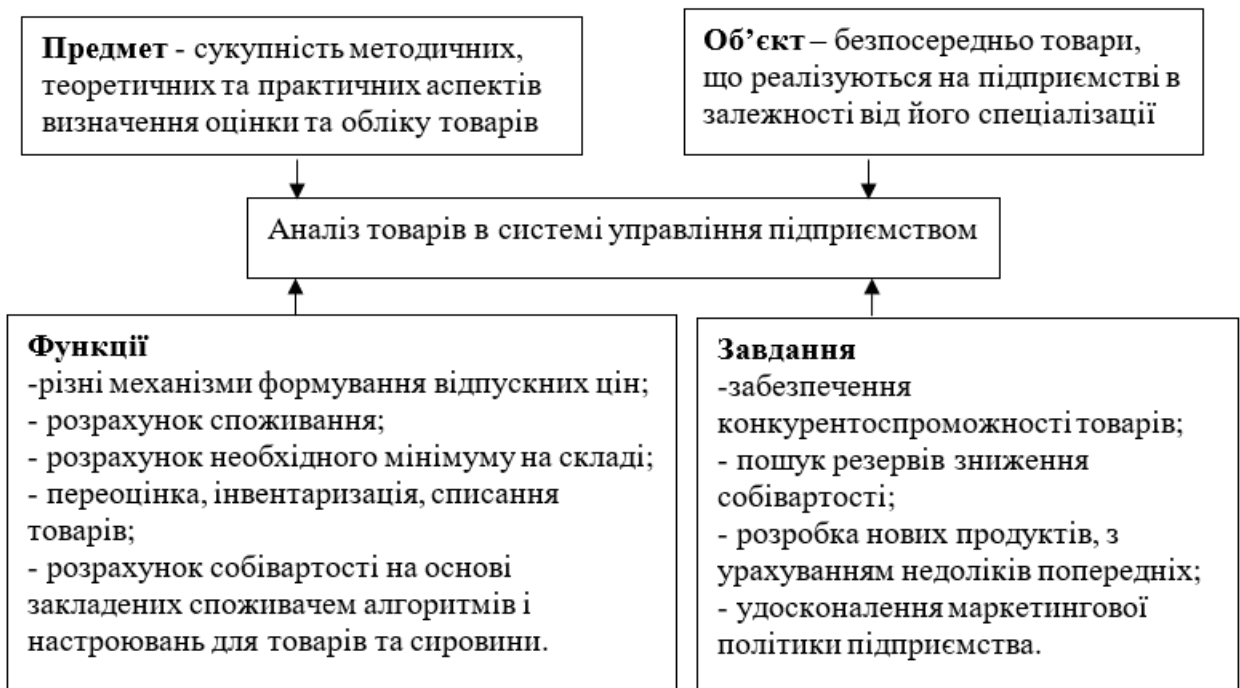 Предмет - сукупність методичних,
теоретичних та практичних аспектів
визначення оцінки та обліку товарів
Об’єкт – безпосередньо товари,
що реалізуються на підприємстві в
залежності від його спеціалізації
Аналіз товарів в системі управління підприємством
Функції
-різні механізми формування відпускних цін;
- розрахунок споживання;
- розрахунок необхідного мінімуму на складі;
- переоцінка, інвентаризація, списання
товарів;
- розрахунок собівартості на основі
закладених споживачем алгоритмів і
настроювань для товарів та сировини.
Завдання
-забезпечення
конкурентоспроможності товарів;
- пошук резервів зниження
собівартості;
- розробка нових продуктів, з
урахуванням недоліків попередніх;
- удосконалення маркетингової
політики підприємства.